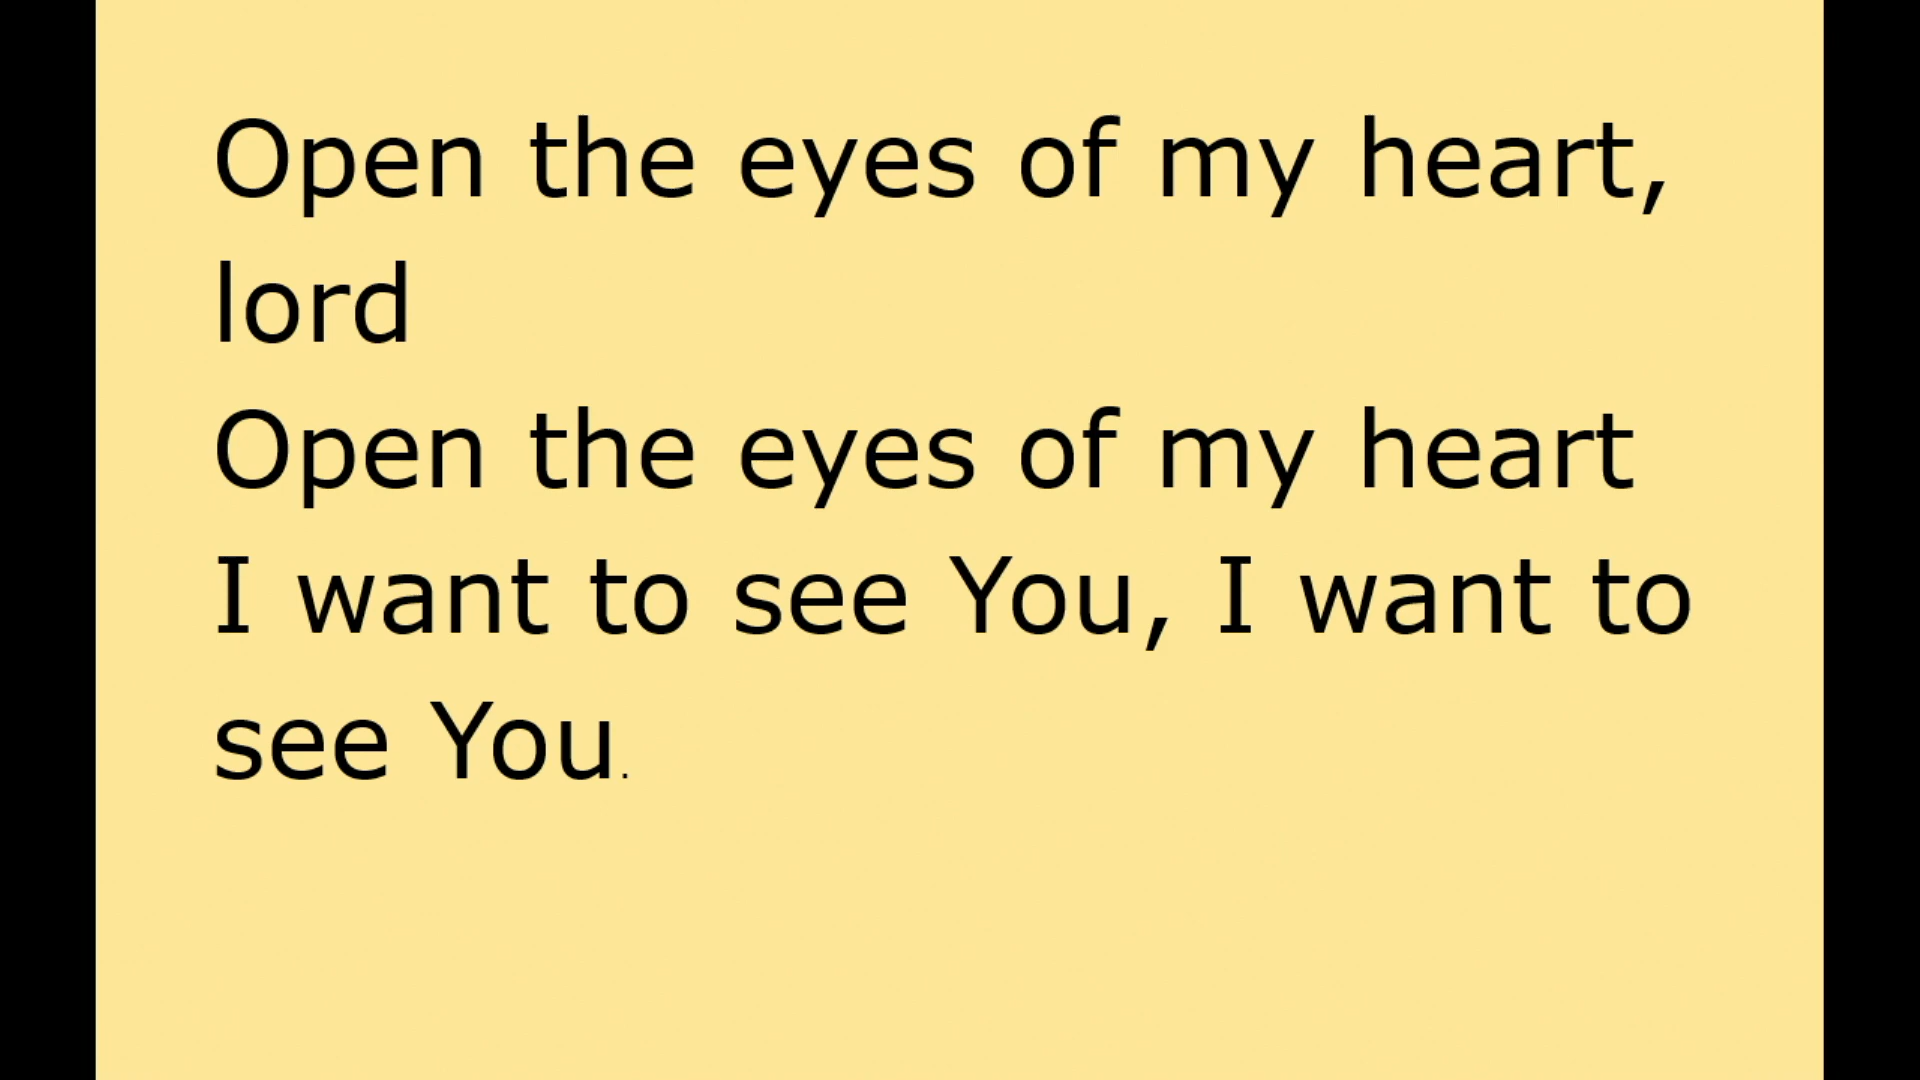 Open the eyes of my heart,
lord
Open the eyes of my heart
I want to see You, I want to
see You.